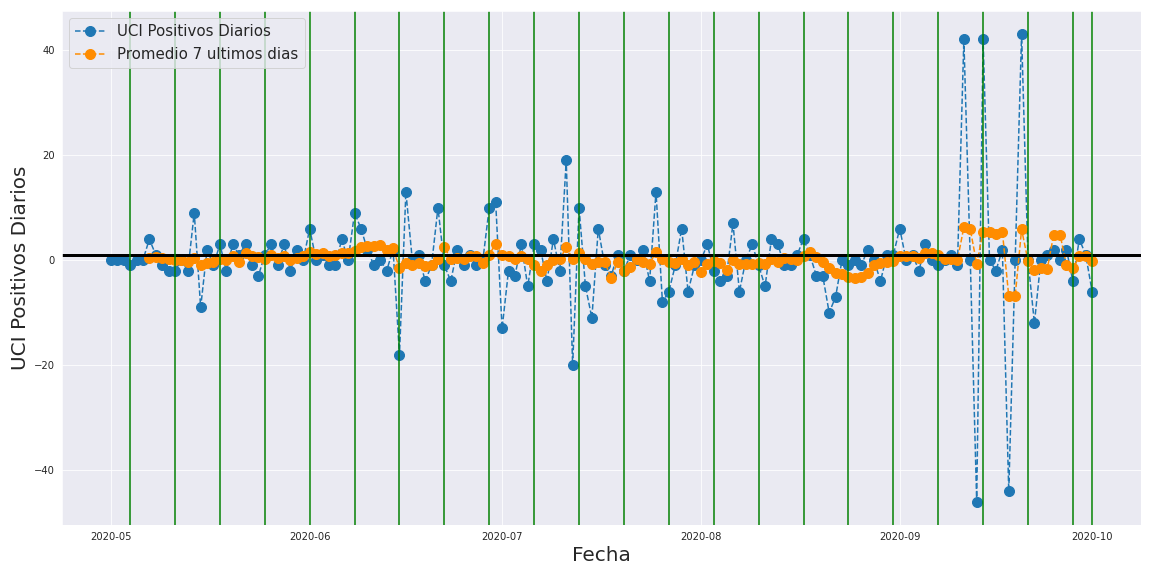 UCI Positivos Diarios
Promedio 7 ultimos dias
UCI Positivos Diarios
40
20
0
−20
−40
2020-05
2020-06
2020-07
2020-08
2020-09
2020-10
Fecha